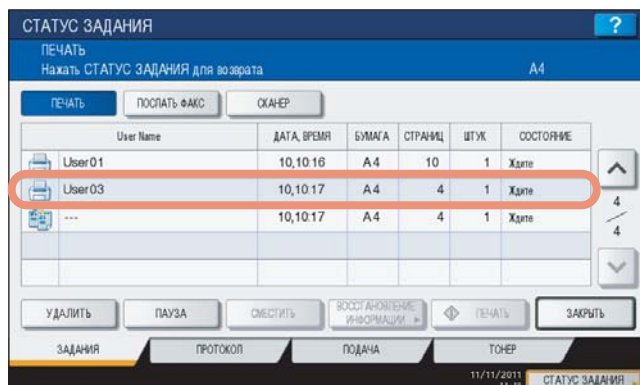 СТАТУС ЗАДАНИЯ ?
ПЕЧАТЬ
Нажать СТАТУС ЗАДАНИЯ для возврата A4
ПЕЧАТЬ ПОСЛАТЬ ФАКС СКАНЕР
User Name ДАТА, ВРЕМЯ БУМАГА СТРАНИЦ ШТУК СОСТОЯНИЕ
User01 10,10:16 A4 10 1 Ждите
User03 10,10:17 A4 4 1 Ждите
--- 10,10:17 A4 4 1 Ждите
4
4
УДАЛИТЬ ПАУЗА СМЕСТИТЬ ВОССТАНОВЛЕНИЕ ИНФОРМАЦИИ ПЕЧАТЬ ЗАКРЫТЬ
ЗАДАНИЯ ПРОТОКОЛ ПОДАЧА ТОНЕР
11/11/2011 СТАТУС ЗАДАНИЯ